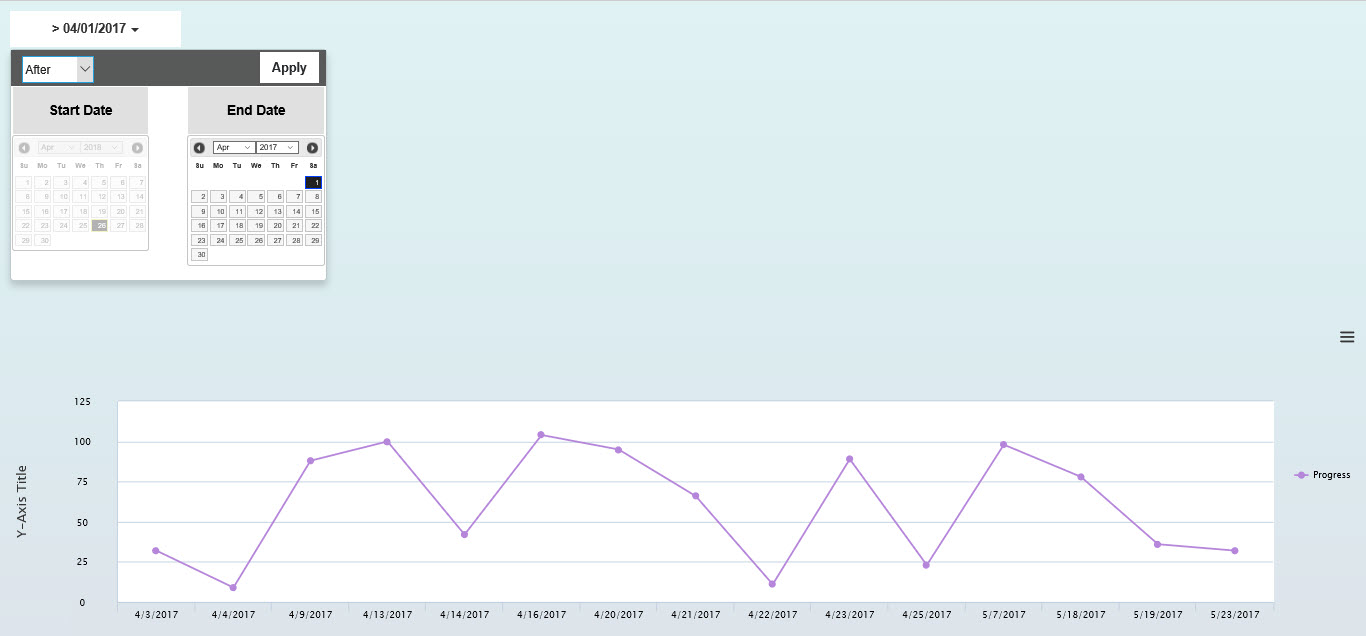 > 04/01/2017
After
Apply
Start Date
End Date
Apr 2018
Su Mo Tu We Th Fr Sa
1 2 3 4 5 6 7
8 9 10 11 12 13 14
15 16 17 18 19 20 21
22 23 24 25 26 27 28
29 30
Apr 2017
Su Mo Tu We Th Fr Sa
1
2 3 4 5 6 7 8
9 10 11 12 13 14 15
16 17 18 19 20 21 22
23 24 25 26 27 28 29
30
125
100
75
50
25
0
Y-Axis Title
Progress
4/3/2017 4/4/2017 4/9/2017 4/13/2017 4/14/2017 4/16/2017 4/20/2017 4/21/2017 4/22/2017 4/23/2017 4/25/2017 5/7/2017 5/18/2017 5/19/2017 5/23/2017